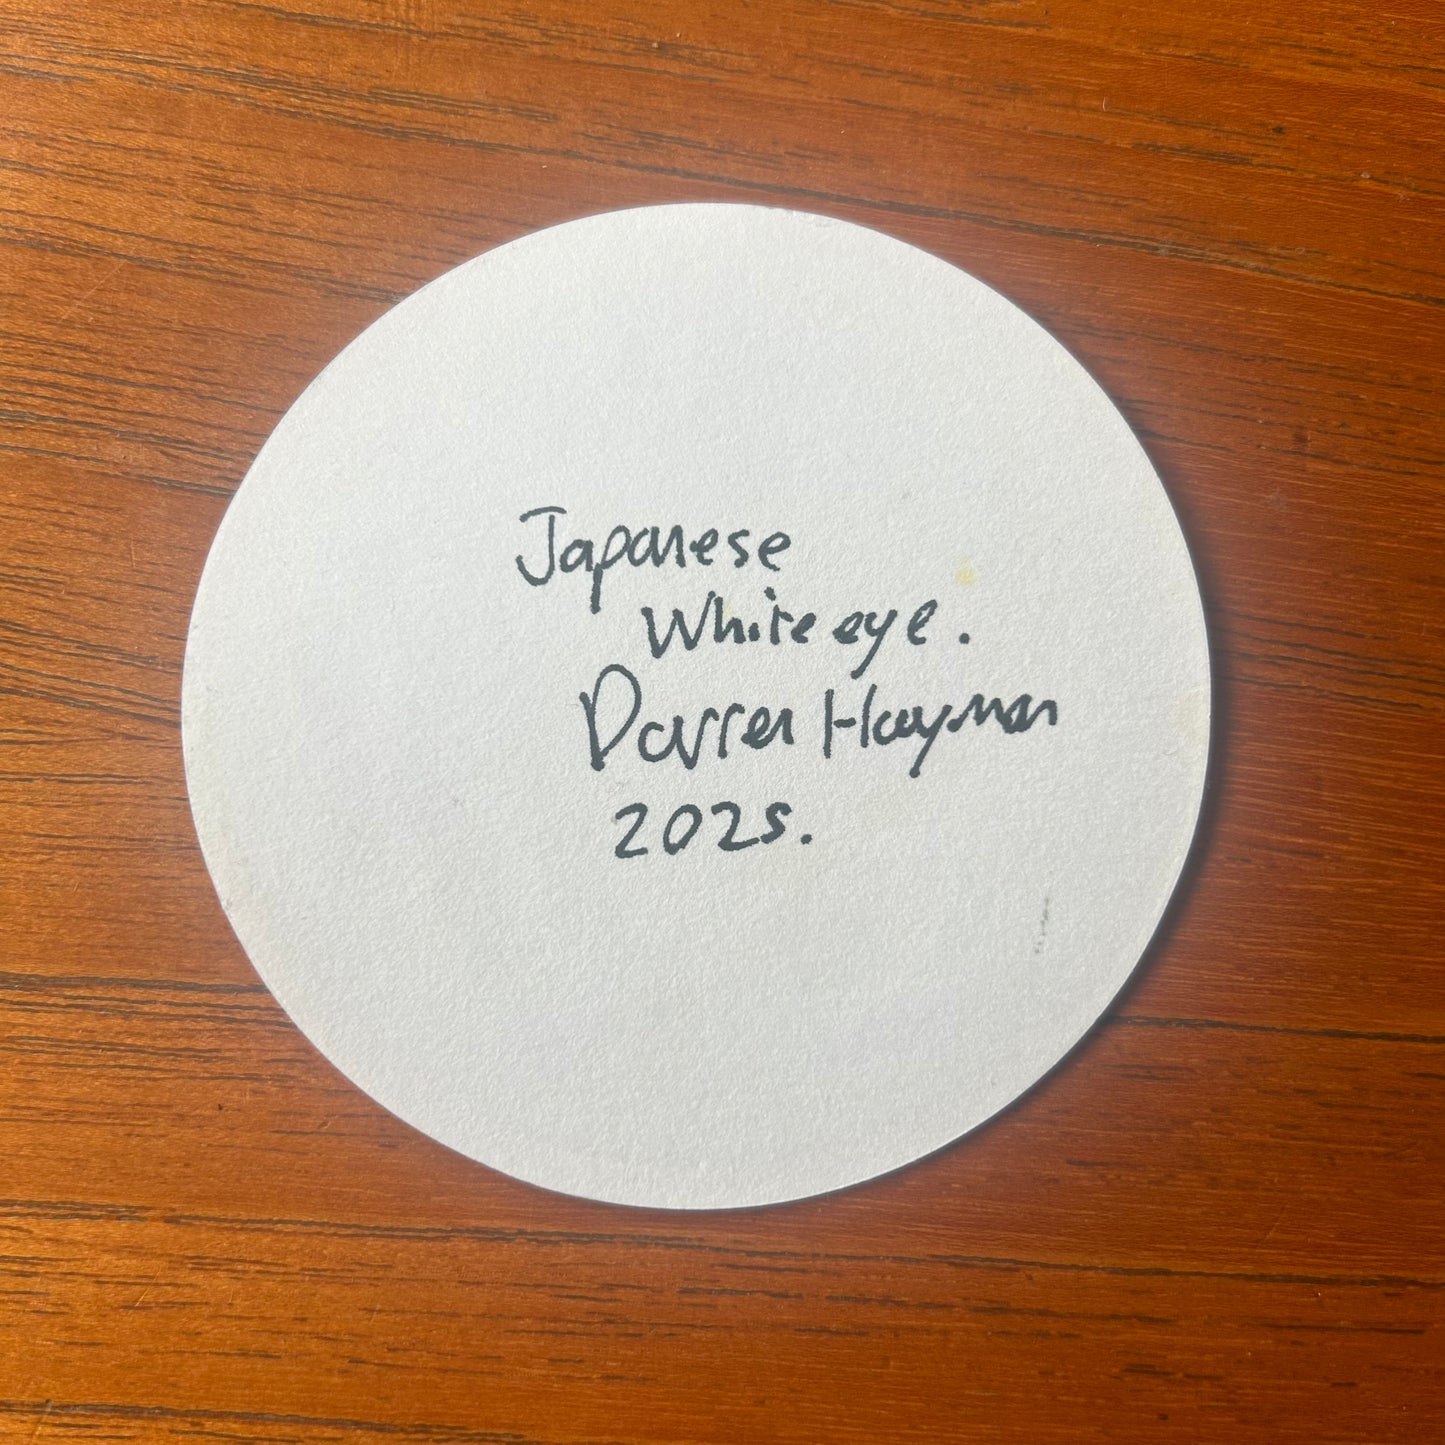 Japanese
White eye.
Darren Hayman
2025.